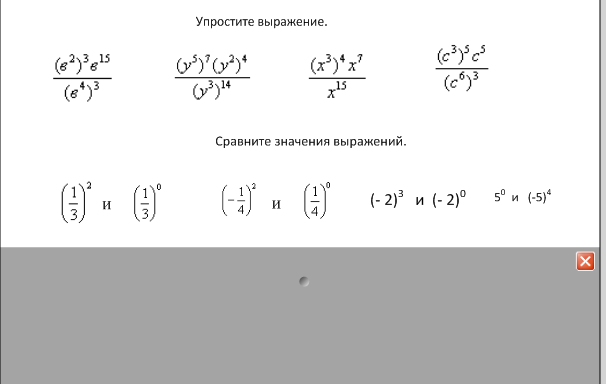 Упростите выражение.
(в²)³в¹⁵/(в⁴)³ (y⁵)⁷(y²)⁴/(y³)¹⁴ (x³)⁴x⁷/x¹⁵ (c³)⁵c⁵/(c⁶)³
Сравните значения выражений.
(1/3)² и (1/3)⁰ (-1/4)² и (1/4)⁰ (- 2)³ и (- 2)⁰ 5⁰ и (-5)⁴